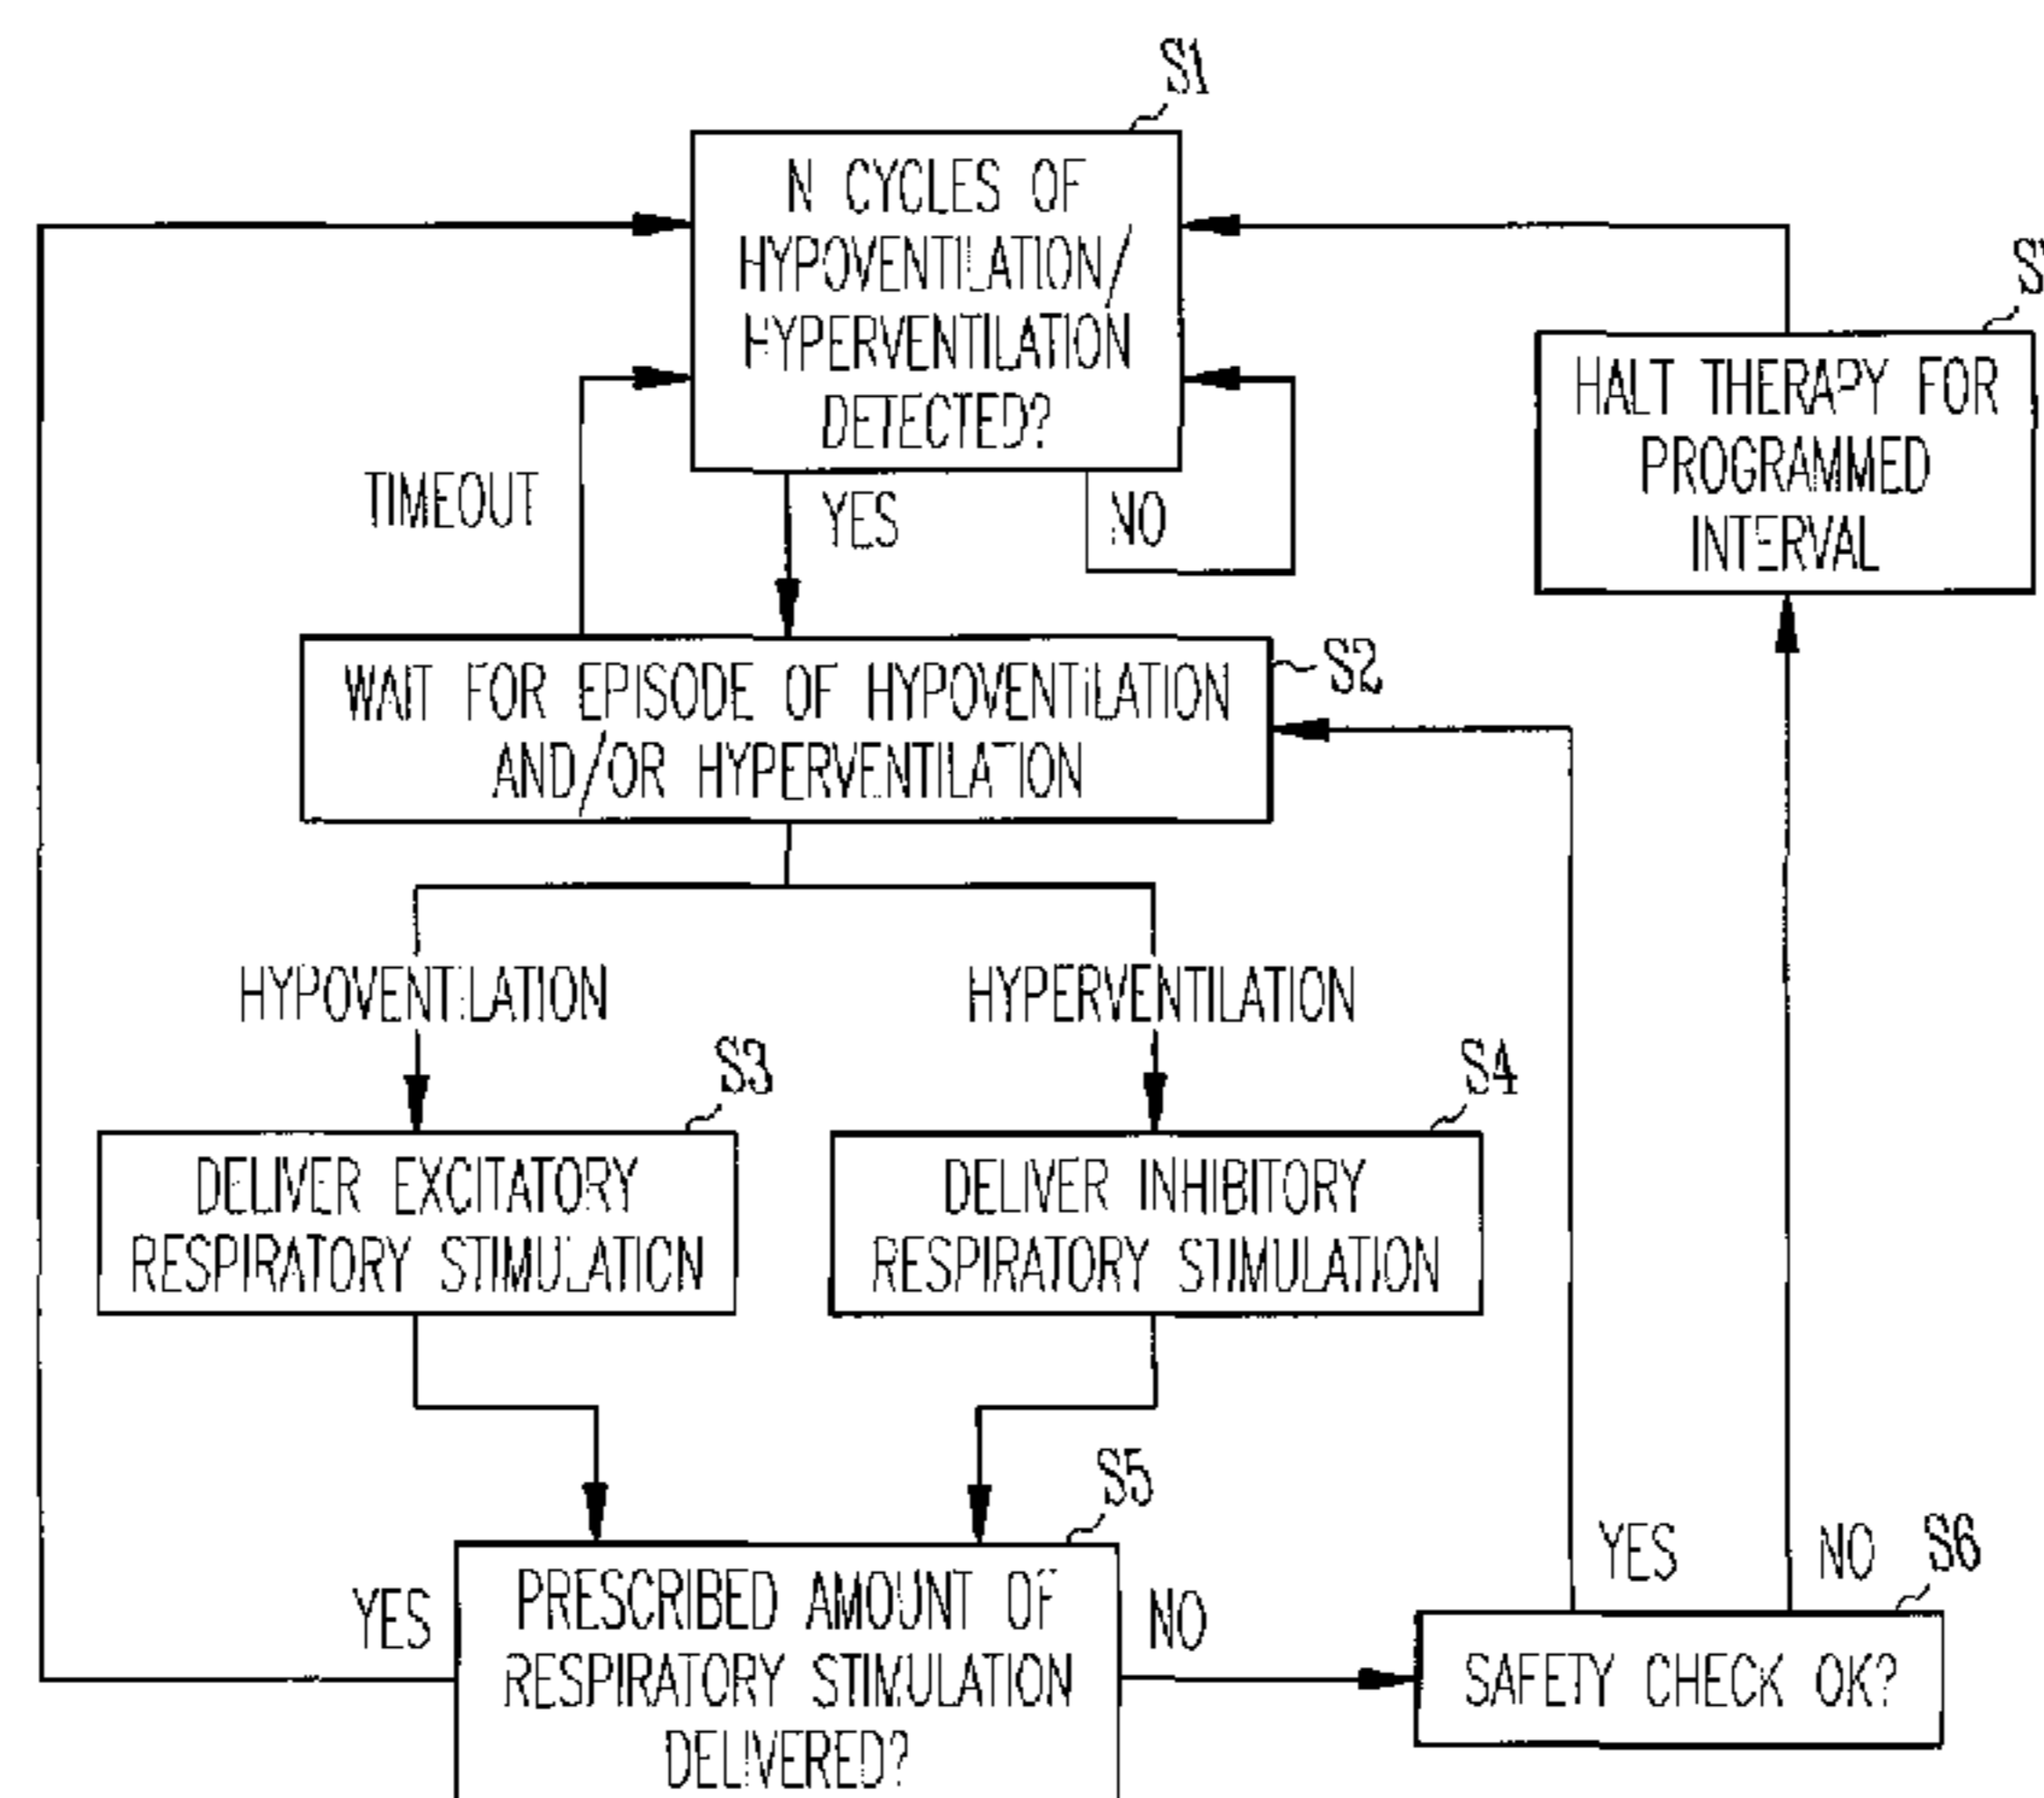 S1
N CYCLES OF
HYPOVENTILATION/
HYPERVENTILATION
DETECTED?
HALT THERAPY FOR
PROGRAMMED
INTERVAL
TIMEOUT
YES
NO
S2
WAIT FOR EPISODE OF HYPOVENTILATION
AND/OR HYPERVENTILATION
HYPOVENTILATION
HYPERVENTILATION
S3
S4
DELIVER EXCITATORY
RESPIRATORY STIMULATION
DELIVER INHIBITORY
RESPIRATORY STIMULATION
S5
YES
PRESCRIBED AMOUNT OF
RESPIRATORY STIMULATION
DELIVERED?
NO
YES
NO
S6
SAFETY CHECK OK?